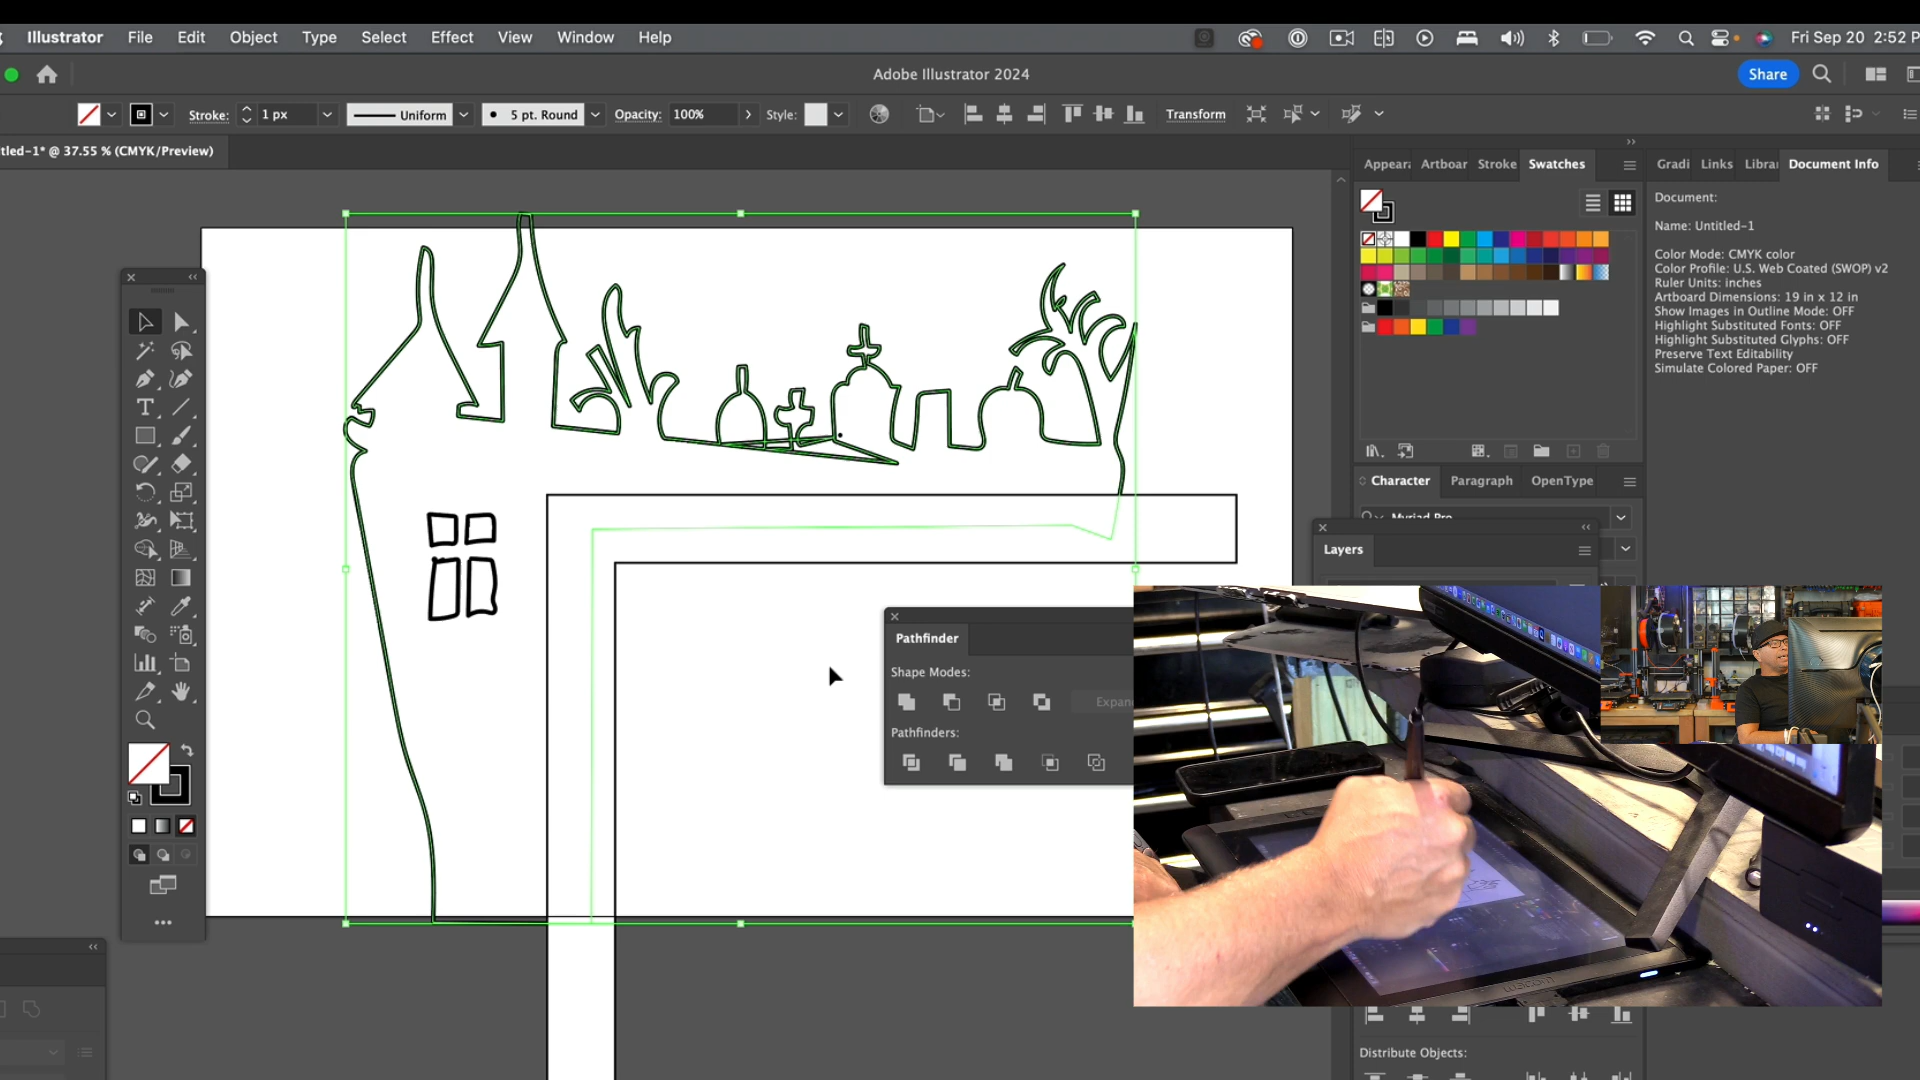 Illustrator File Edit Object Type Select Effect View Window Help
Fri Sep 20 2:52 P
Adobe Illustrator 2024
Share
Stroke: 1 px Uniform 5 pt. Round Opacity: 100% Style: Transform
tled-1* @ 37.55 % (CMYK/Preview)
Appear Artboar Stroke Swatches
Gradi Links Librar Document Info
Document:
Name: Untitled-1
Color Mode: CMYK color
Color Profile: U.S. Web Coated (SWOP) v2
Ruler Units: inches
Artboard Dimensions: 19 in x 12 in
Show Images in Outline Mode: OFF
Highlight Substituted Fonts: OFF
Highlight Substituted Glyphs: OFF
Preserve Text Editability
Simulate Colored Paper: OFF
Character Paragraph OpenType
Myriad Pro
Layers
Pathfinder
Shape Modes:
Expan
Pathfinders:
wacom
Distribute Objects: